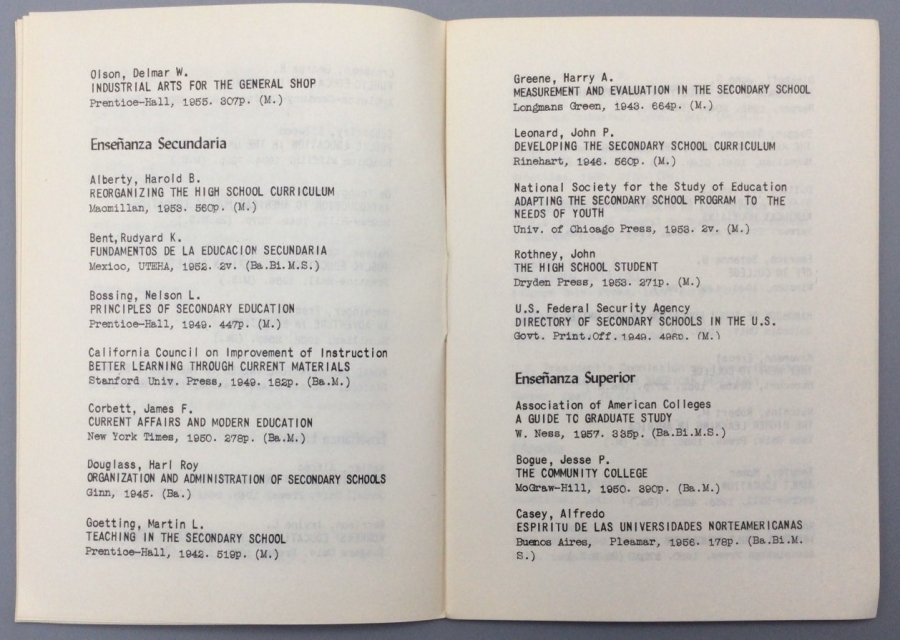 Olson, Delmar W.
INDUSTRIAL ARTS FOR THE GENERAL SHOP
Prentice-Hall, 1955. 307p. (M.)
Enseñanza Secundaria
Alberty, Harold B.
REORGANIZING THE HIGH SCHOOL CURRICULUM
Macmillan, 1953. 560p. (M.)
Bent, Rudyard K.
FUNDAMENTOS DE LA EDUCACION SECUNDARIA
Mexico, UTEHA, 1952. 2v. (Ba.Bi.M.S.)
Bossing, Nelson L.
PRINCIPLES OF SECONDARY EDUCATION
Prentice-Hall, 1949. 447p. (M.)
California Council on Improvement of Instruction
BETTER LEARNING THROUGH CURRENT MATERIALS
Stanford Univ. Press, 1949. 182p. (Ba.M.)
Corbett, James F.
CURRENT AFFAIRS AND MODERN EDUCATION
New York Times, 1950. 278p. (Ba.M.)
Douglass, Harl Roy
ORGANIZATION AND ADMINISTRATION OF SECONDARY SCHOOLS
Ginn, 1945. (Ba.)
Goetting, Martin L.
TEACHING IN THE SECONDARY SCHOOL
Prentice-Hall, 1942. 519p. (M.)
Greene, Harry A.
MEASUREMENT AND EVALUATION IN THE SECONDARY SCHOOL
Longmans Green, 1943. 664p. (M.)
Leonard, John P.
DEVELOPING THE SECONDARY SCHOOL CURRICULUM
Rinehart, 1946. 560p. (M.)
National Society for the Study of Education
ADAPTING THE SECONDARY SCHOOL PROGRAM TO THE
NEEDS OF YOUTH
Univ. of Chicago Press, 1953. 2v. (M.)
Rothney, John
THE HIGH SCHOOL STUDENT
Dryden Press, 1953. 271p. (M.)
U.S. Federal Security Agency
DIRECTORY OF SECONDARY SCHOOLS IN THE U.S.
Govt. Print.Off. 1949. 496p. (M.)
Enseñanza Superior
Association of American Colleges
A GUIDE TO GRADUATE STUDY
W. Ness, 1957. 335p. (Ba.Bi.M.S.)
Bogue, Jesse P.
THE COMMUNITY COLLEGE
McGraw-Hill, 1950. 390p. (Ba.M.)
Casey, Alfredo
ESPIRITU DE LAS UNIVERSIDADES NORTEAMERICANAS
Buenos Aires, Pleamar, 1956. 178p. (Ba.Bi.M.
S.)